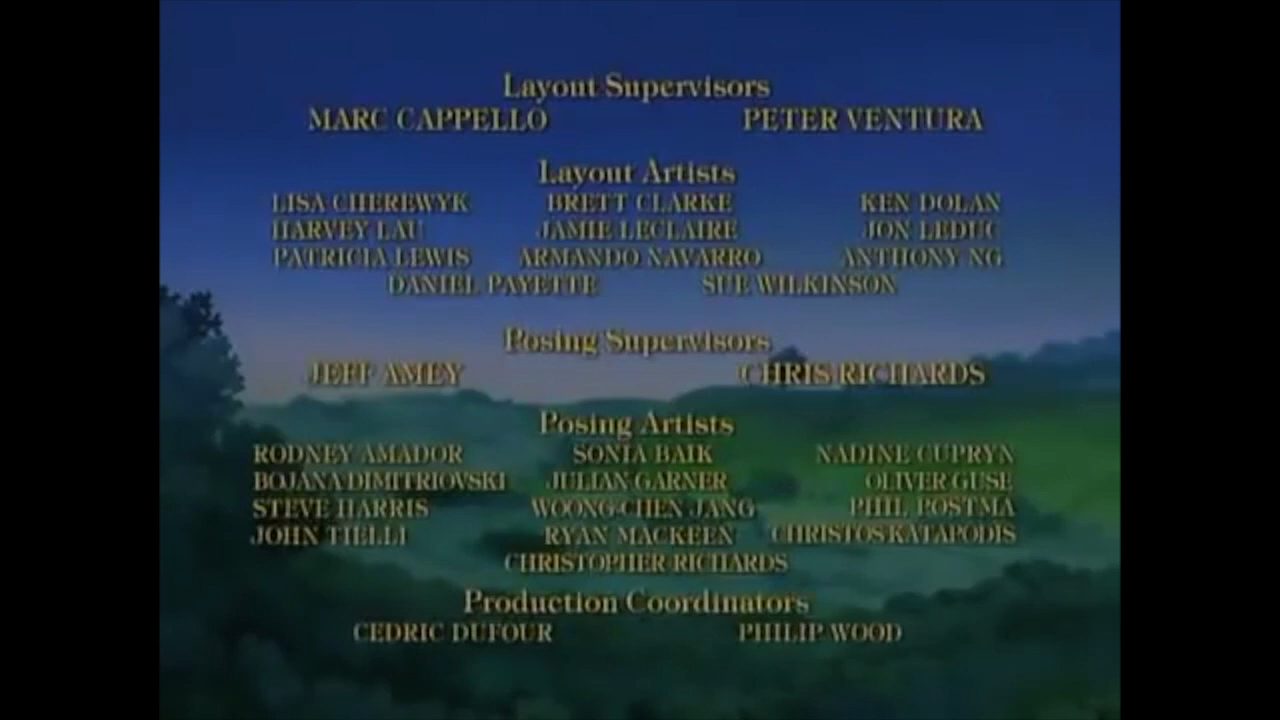 Layout Supervisors
MARC CAPPELLO PETER VENTURA
Layout Artists
LISA CHEREWYK BRETT CLARKE KEN DOLAN
HARVEY LAU JAMIE LECLAIRE JON LEDUC
PATRICIA LEWIS ARMANDO NAVARRO ANTHONY NG
DANIEL PAYETTE SUE WILKINSON
Posing Supervisors
JEFF AMEY CHRIS RICHARDS
Posing Artists
RODNEY AMADOR SONIA BAIK NADINE CUPRYN
BOJANA DIMITRIOVSKI JULIAN GARNER OLIVER GUSE
STEVE HARRIS WOONG-CHEN JANG PHIL POSTMA
JOHN TIELLI RYAN MACKEEN CHRISTOS KATAPODIS
CHRISTOPHER RICHARDS
Production Coordinators
CEDRIC DUFOUR PHILIP WOOD